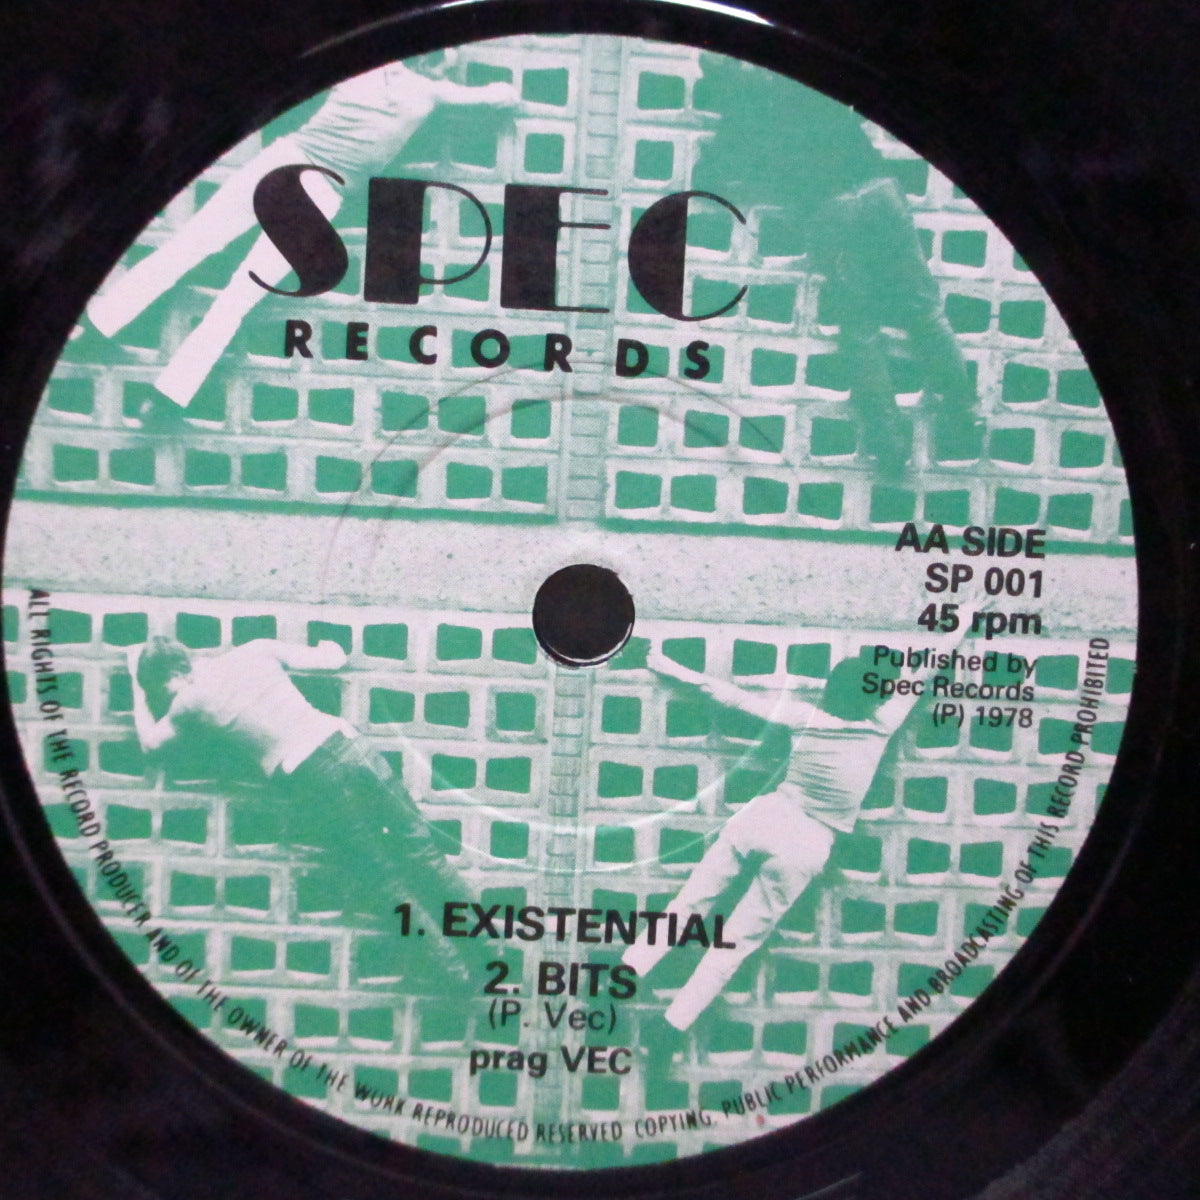 SPEC
RECORDS
AA SIDE
SP 001
45 rpm
Published by
Spec Records
(P) 1978
1. EXISTENTIAL
2. BITS
(P. Vec)
prag VEC
ALL RIGHTS OF THE RECORD PRODUCER AND OF THE OWNER OF THE WORK REPRODUCED RESERVED COPYING, PUBLIC PERFORMANCE AND BROADCASTING OF THIS RECORD PROHIBITED